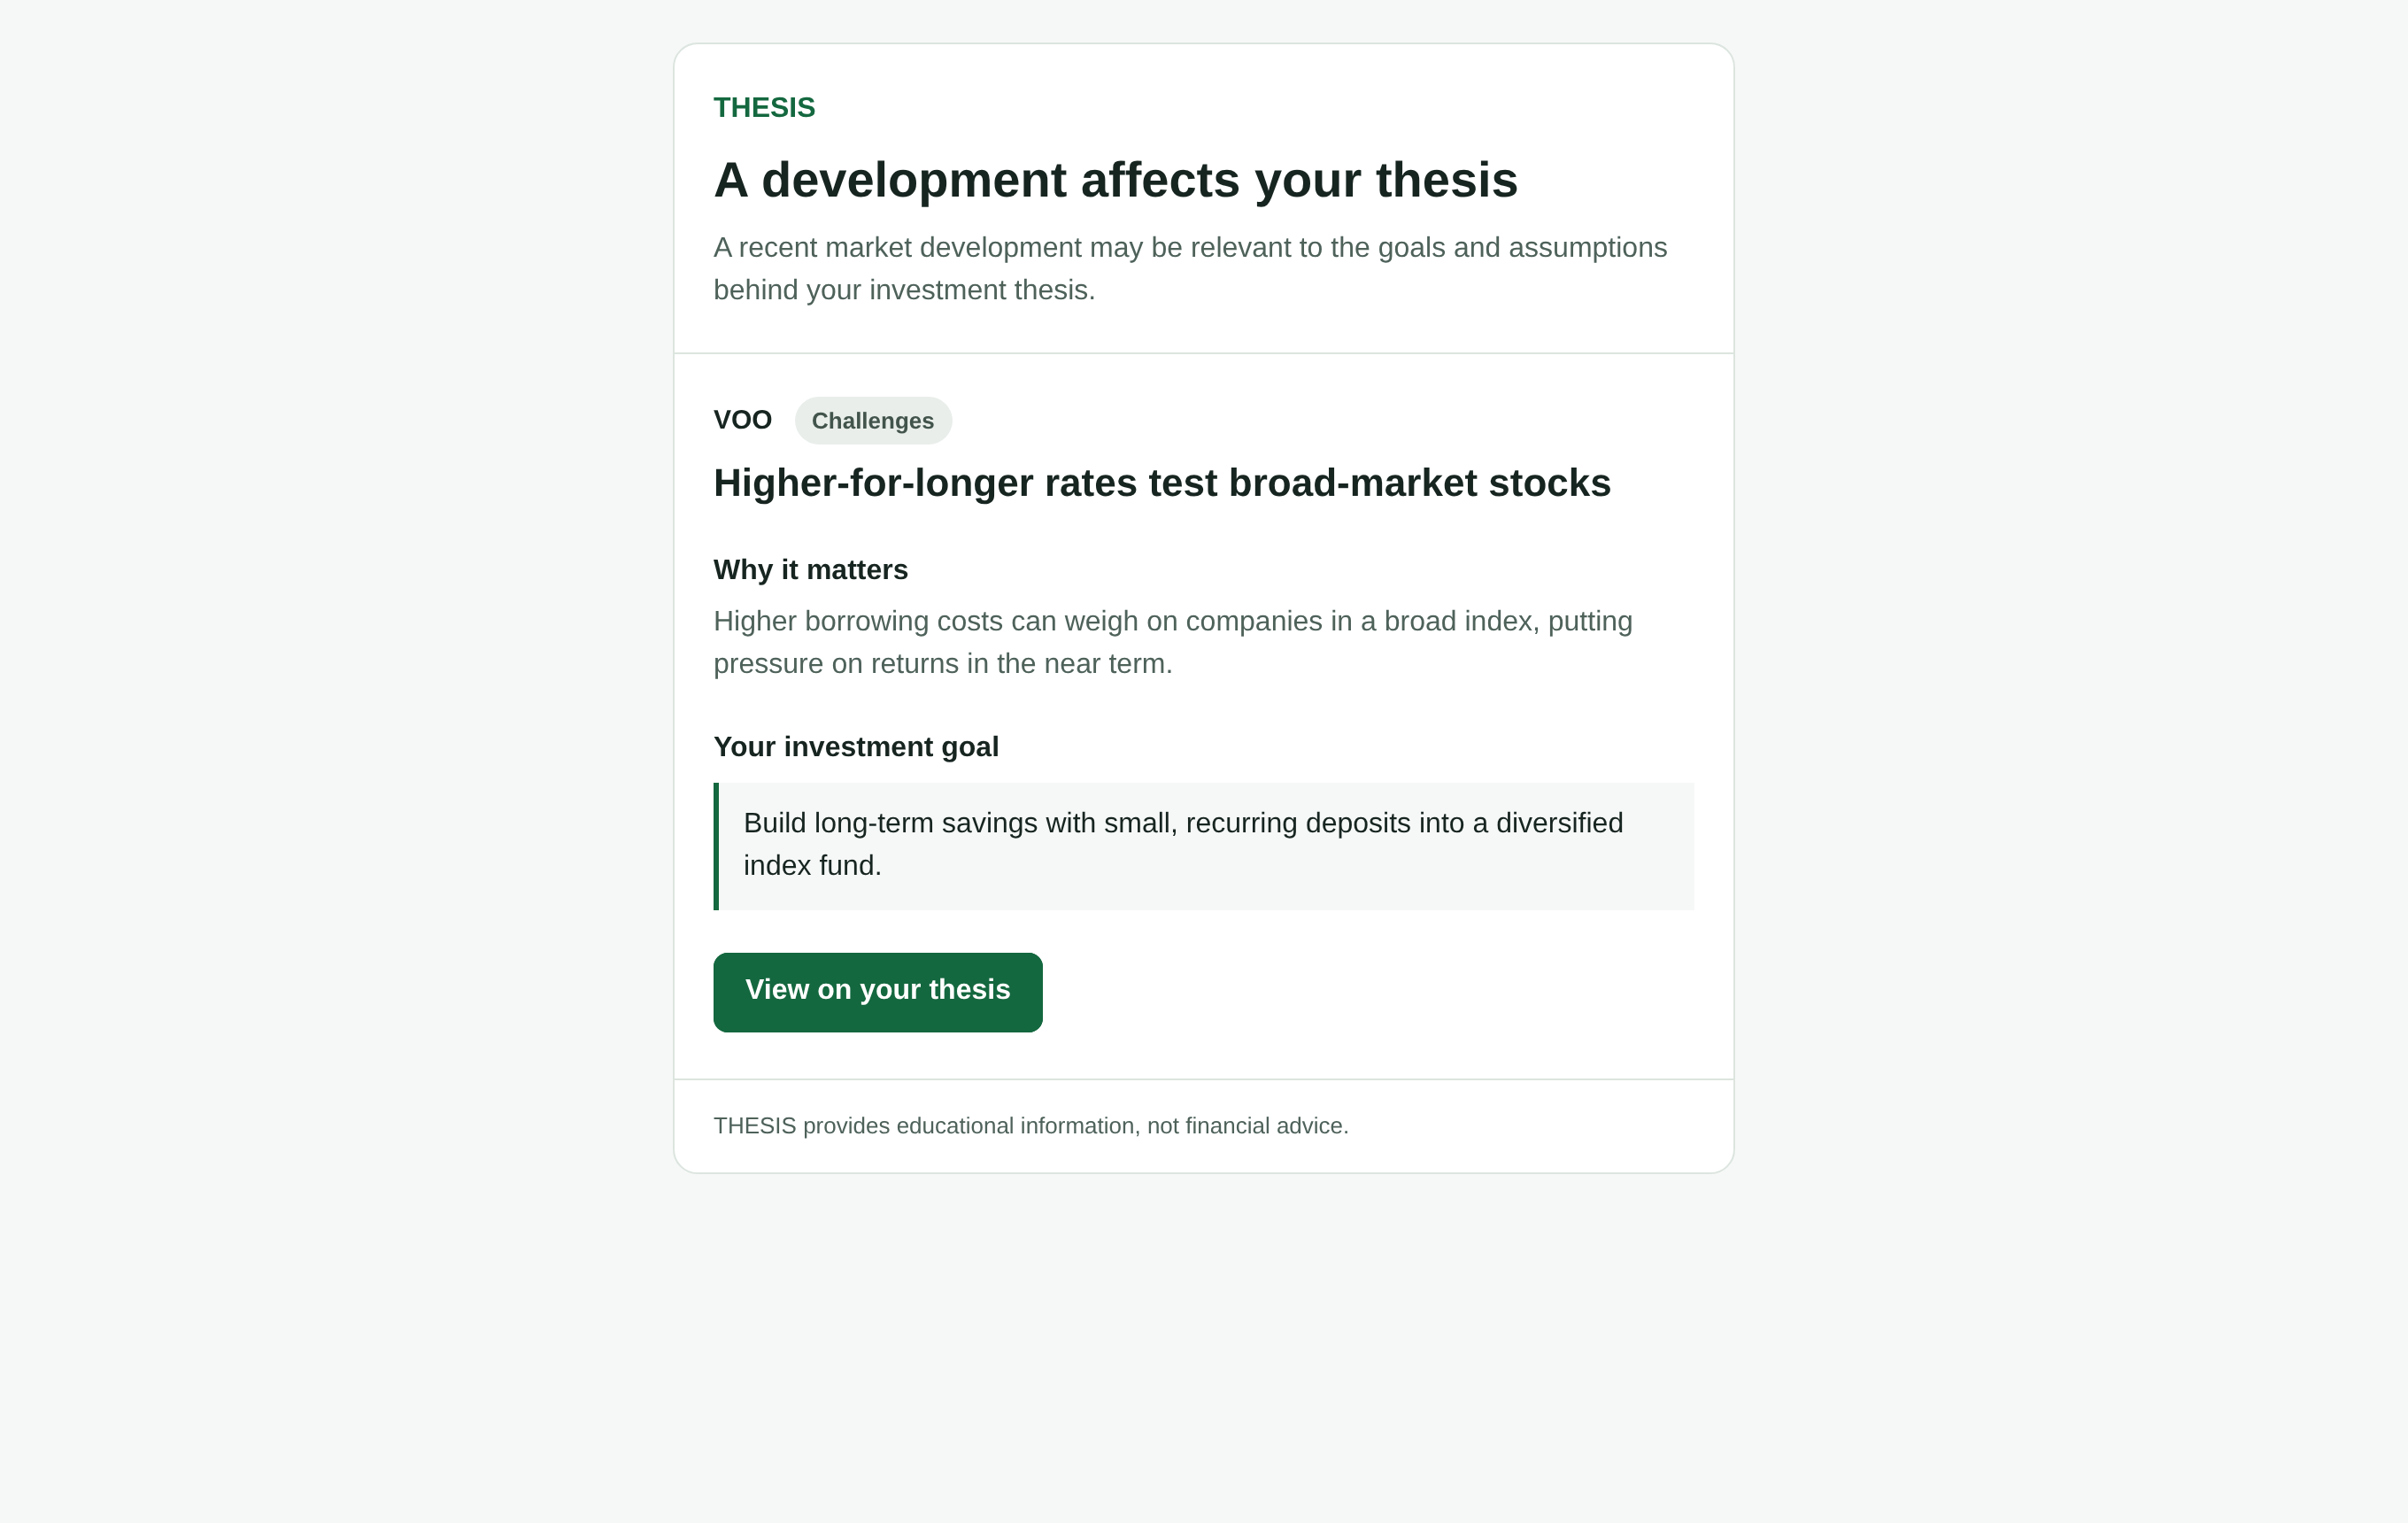 THESIS
A development affects your thesis
A recent market development may be relevant to the goals and assumptions
behind your investment thesis.
VOO Challenges
Higher-for-longer rates test broad-market stocks
Why it matters
Higher borrowing costs can weigh on companies in a broad index, putting
pressure on returns in the near term.
Your investment goal
Build long-term savings with small, recurring deposits into a diversified
index fund.
View on your thesis
THESIS provides educational information, not financial advice.